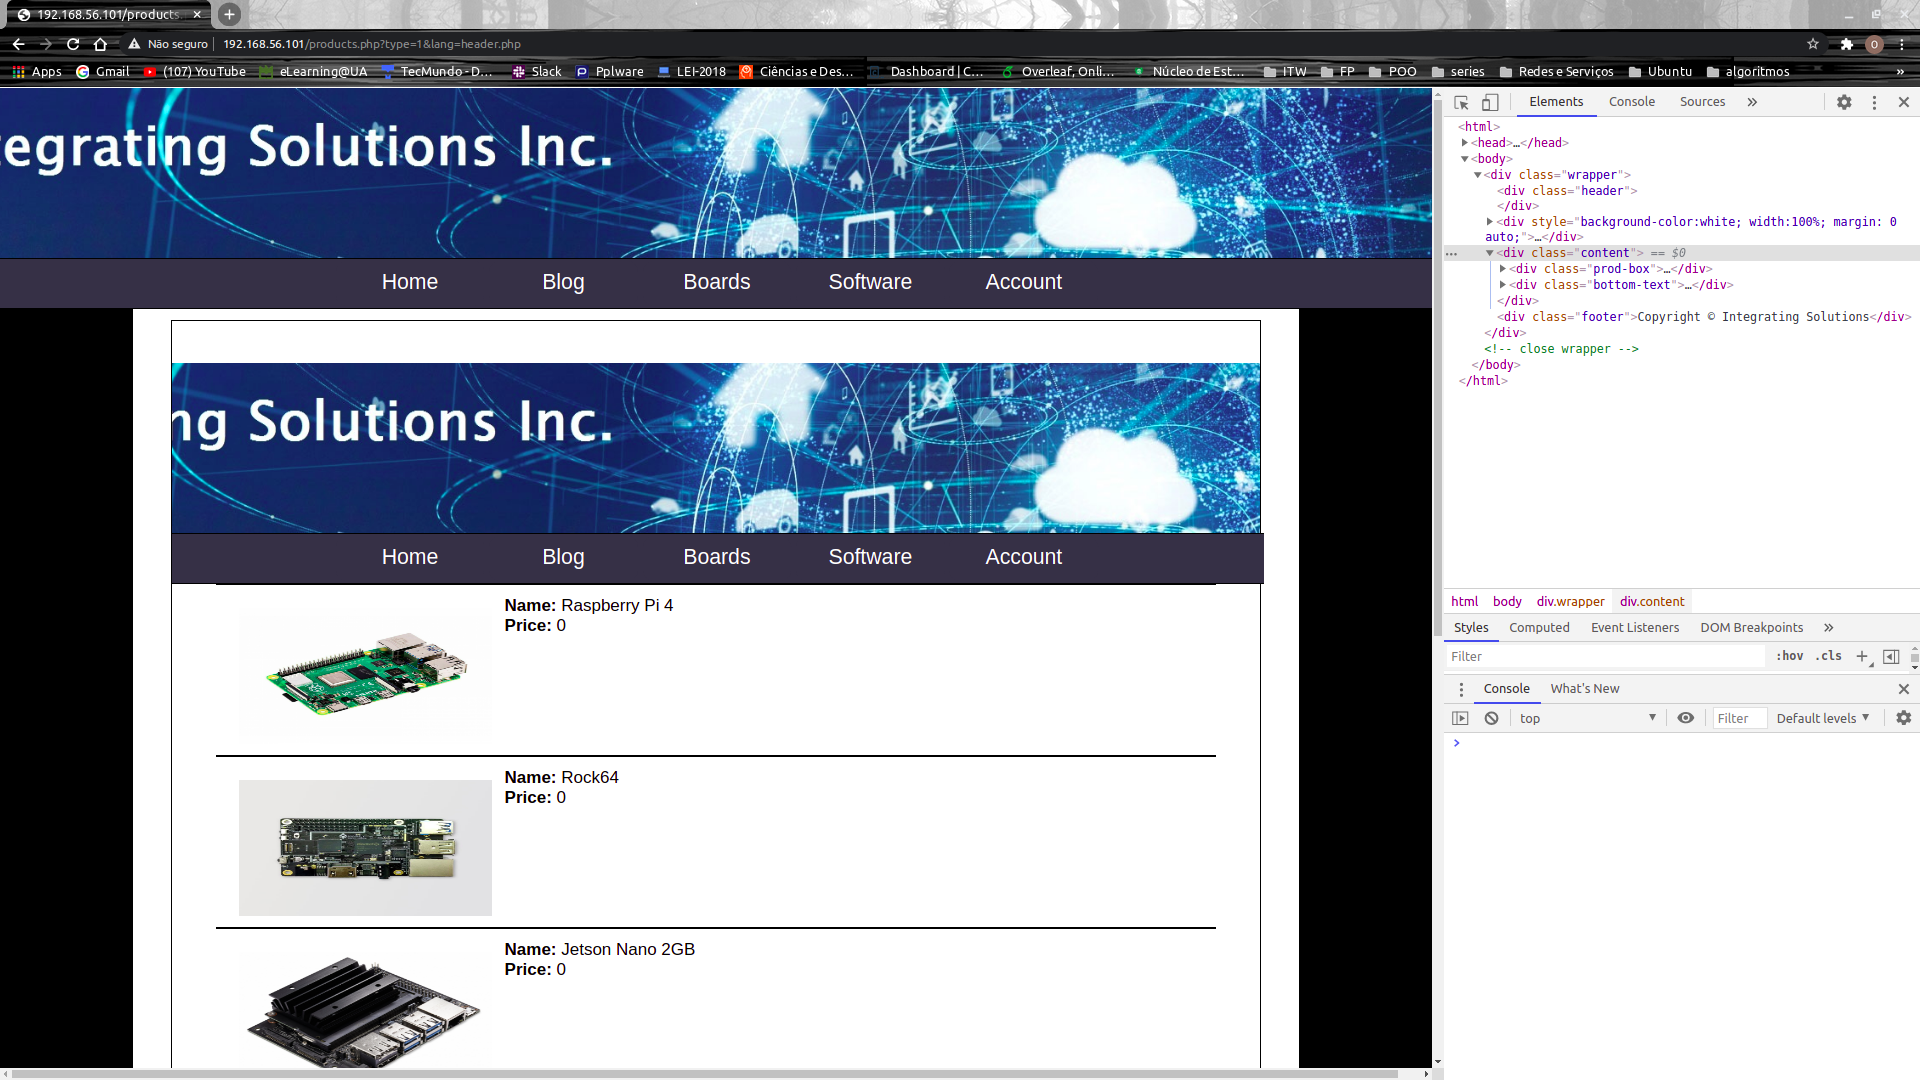 192.168.56.101/products.
Não seguro
192.168.56.101/products.php?type=1&lang=header.php
O
Apps Gmail (107) YouTube eLearning@UA TecMundo - D… Slack Pplware LEI-2018 Ciências e Des… Dashboard | C… Overleaf, Onli… Núcleo de Est… ITW FP POO series Redes e Serviços Ubuntu algoritmos »
tegrating Solutions Inc.
Home Blog Boards Software Account
ng Solutions Inc.
Home Blog Boards Software Account
Name: Raspberry Pi 4
Price: 0
Name: Rock64
Price: 0
Name: Jetson Nano 2GB
Price: 0
Elements Console Sources »
<html>
<head>…</head>
<body>
<div class="wrapper">
<div class="header">
</div>
<div style="background-color:white; width:100%; margin: 0
auto;">…</div>
<div class="content"> == $0
<div class="prod-box">…</div>
<div class="bottom-text">…</div>
</div>
<div class="footer">Copyright © Integrating Solutions</div>
</div>
<!-- close wrapper -->
</body>
</html>
html body div.wrapper div.content
Styles Computed Event Listeners DOM Breakpoints »
Filter :hov .cls +
Console What's New
top Filter Default levels